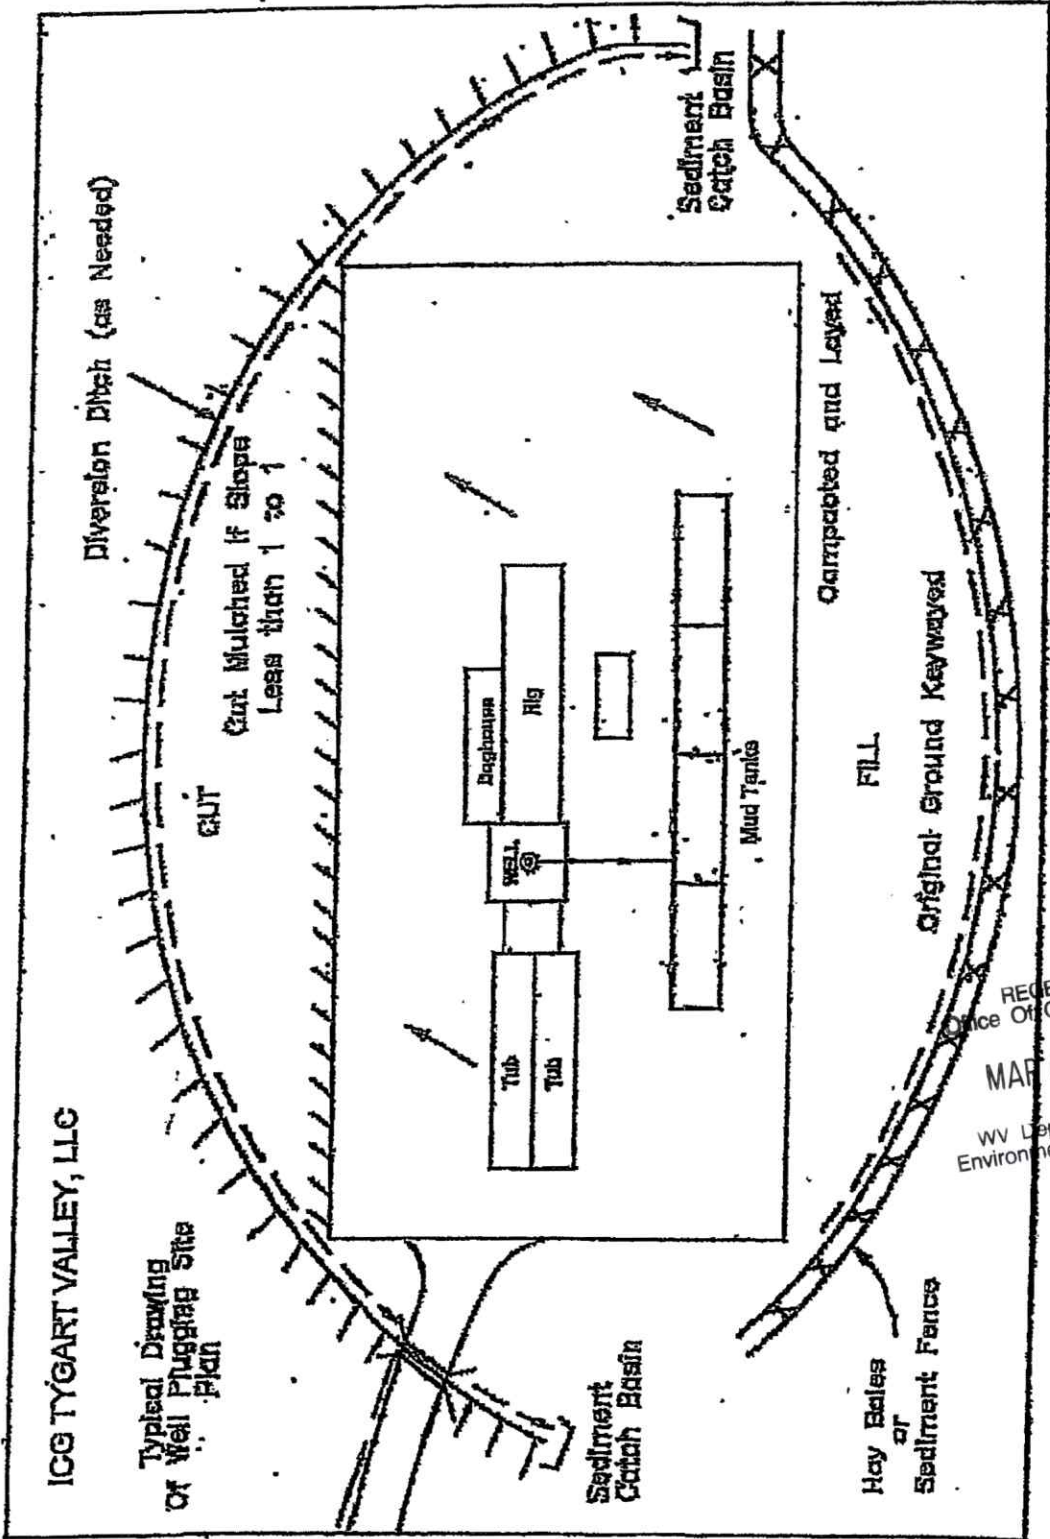 ICG TYGART VALLEY, LLC
Typical Drawing
Of Well Plugging Site
Plan
Diversion Ditch (as Needed)
Cut Mulched if Slope
Less than 1 to 1
CUT
Sediment
Catch Basin
Doghouse
Rig
WELL
Tub
Tub
Mud Tanks
Compacted and Layed
FILL
Original Ground Keywayed
Sediment
Catch Basin
Hay Bales
or
Sediment Fence
Office Of
MAR
WV